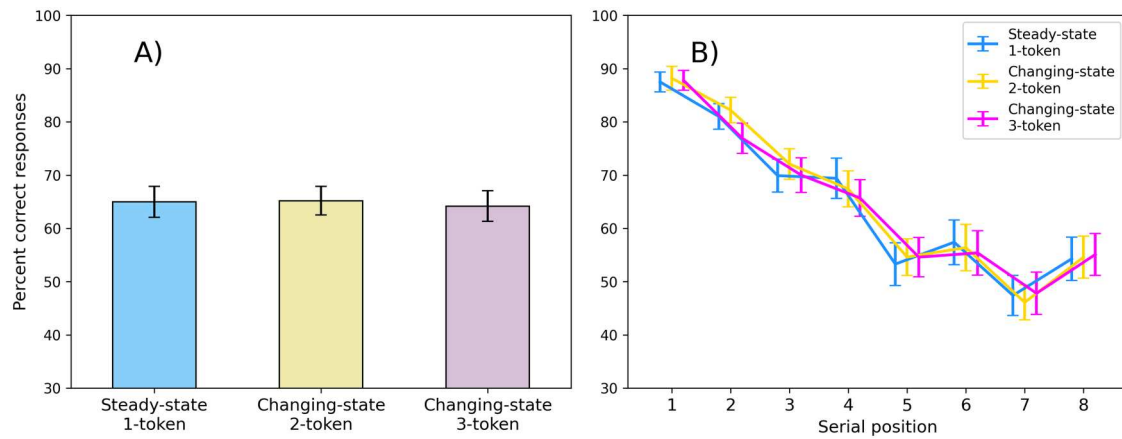 A)
Percent correct responses
100
90
80
70
60
50
40
30
Steady-state
1-token
Changing-state
2-token
Changing-state
3-token
B)
100
90
80
70
60
50
40
30
1 2 3 4 5 6 7 8
Serial position
Steady-state
1-token
Changing-state
2-token
Changing-state
3-token